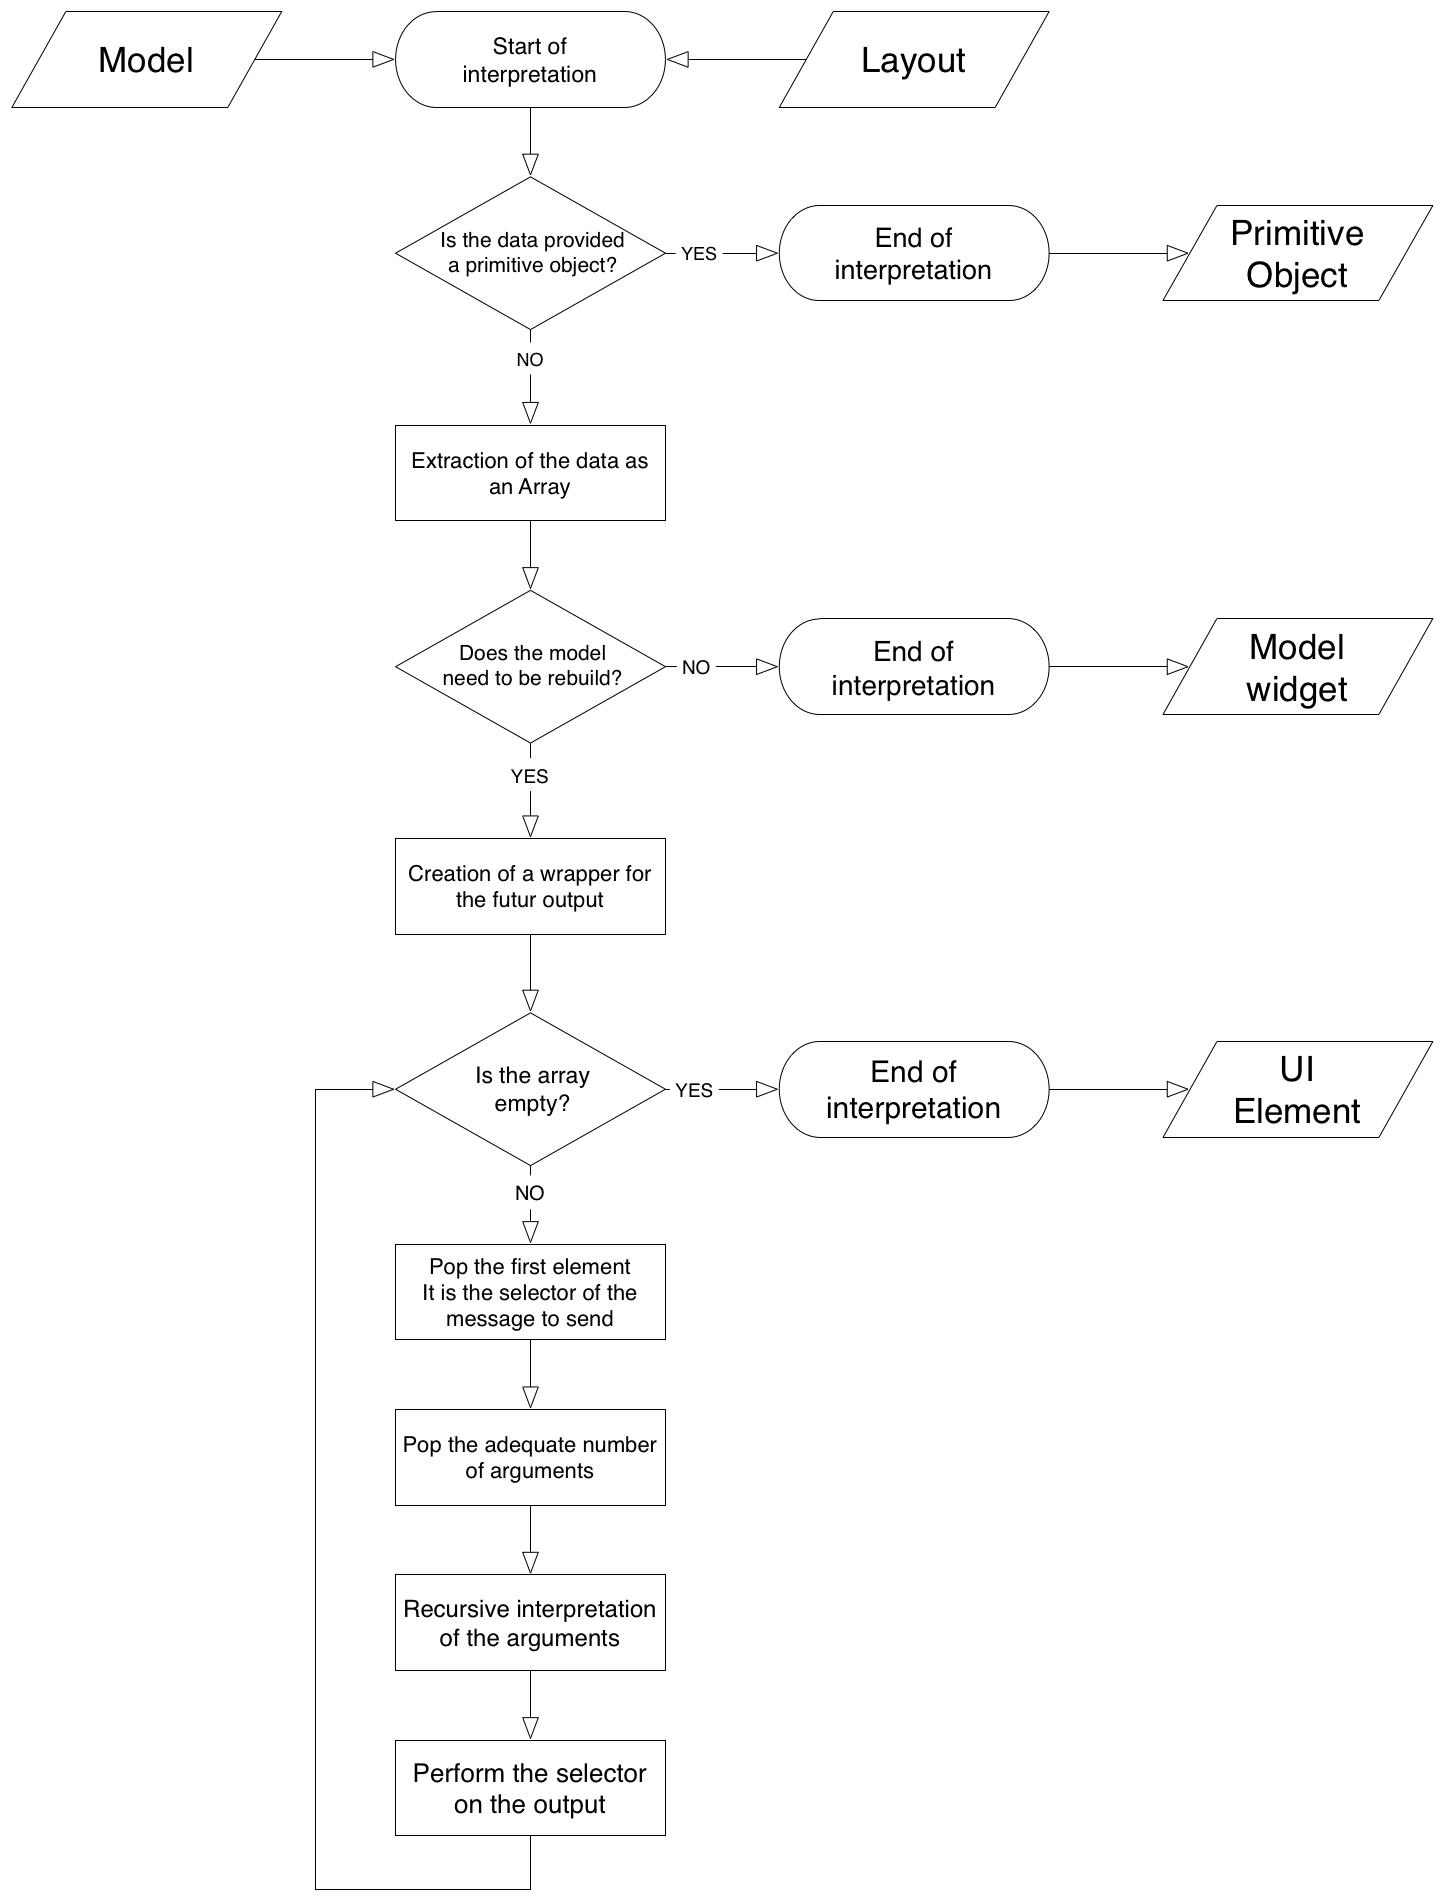 Model
Start of
interpretation
Layout
Is the data provided
a primitive object?
YES
End of
interpretation
Primitive
Object
NO
Extraction of the data as
an Array
Does the model
need to be rebuild?
NO
End of
interpretation
Model
widget
YES
Creation of a wrapper for
the futur output
Is the array
empty?
YES
End of
interpretation
UI
Element
NO
Pop the first element
It is the selector of the
message to send
Pop the adequate number
of arguments
Recursive interpretation
of the arguments
Perform the selector
on the output